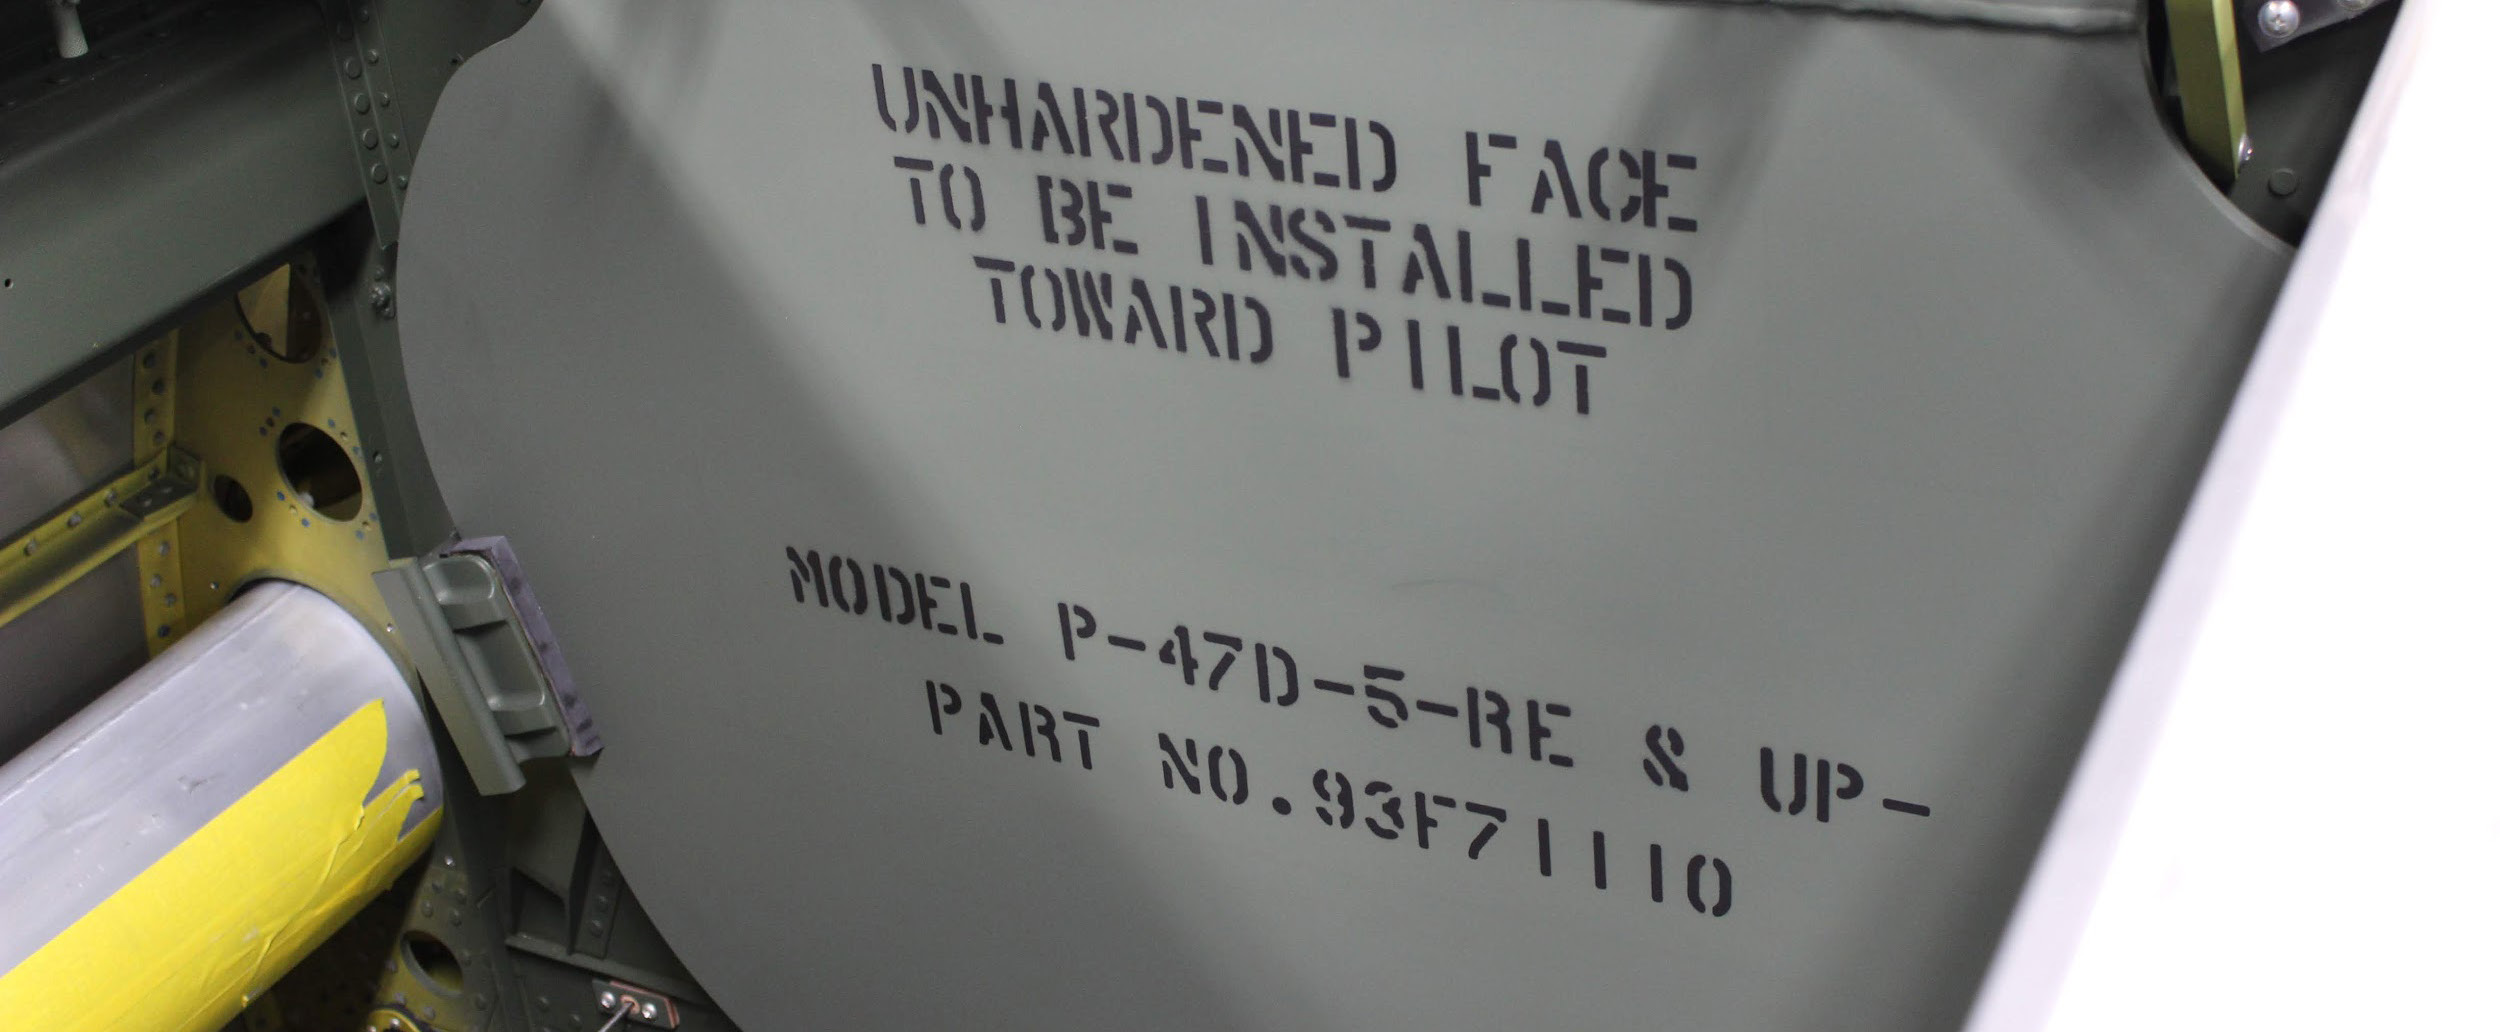 UNHARDENED FACE
TO BE INSTALLED
TOWARD PILOT
MODEL P-47D-5-RE & UP-
PART NO.93F71110